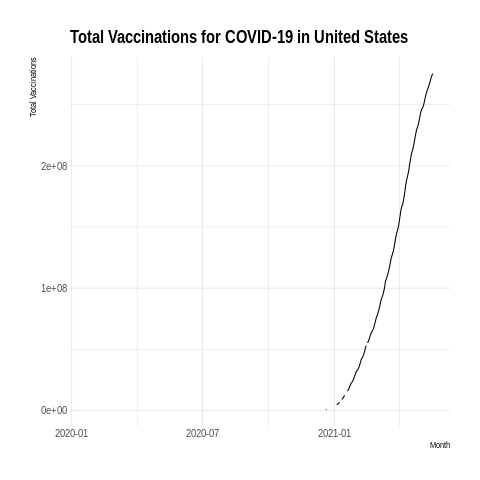 Total Vaccinations for COVID-19 in United States
Total Vaccinations
2e+08
1e+08
0e+00
2020-01 2020-07 2021-01
Month